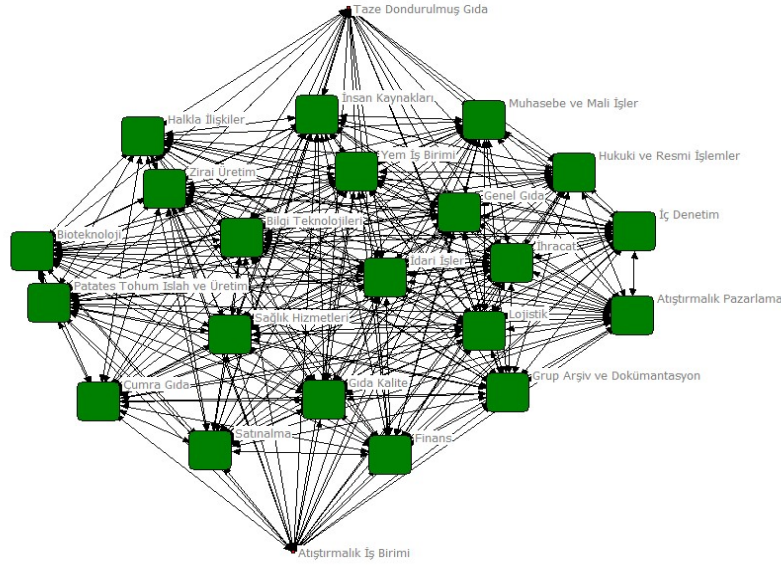 Taze Dondurulmuş Gıda
İnsan Kaynakları
Muhasebe ve Mali İşler
Halkla İlişkiler
Yem İş Birimi
Hukuki ve Resmi İşlemler
Zirai Üretim
Genel Gıda
Bilgi Teknolojileri
İç Denetim
Bioteknoloji
İhracat
İdari İşler
Patates Tohum Islah ve Üretim
Atıştırmalık Pazarlama
Sağlık Hizmetleri
Lojistik
Grup Arşiv ve Dokümantasyon
Çumra Gıda
Gıda Kalite
Satınalma
Finans
Atıştırmalık İş Birimi